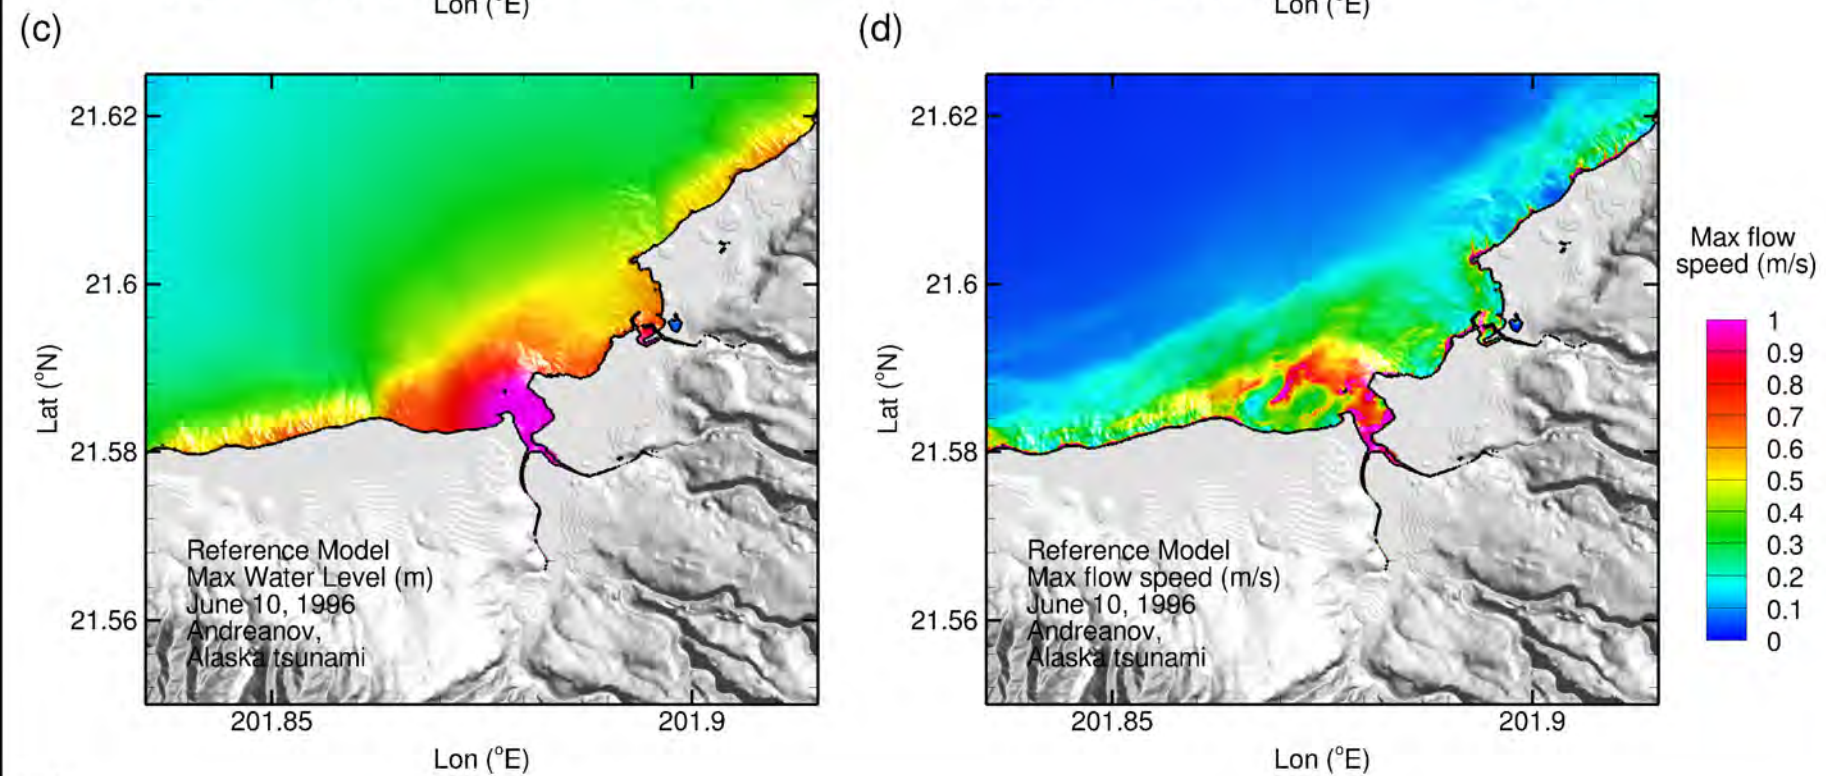 Lon (°E)
Lon (°E)
(c)
(d)
21.62
21.6
21.58
21.56
Lat (°N)
Reference Model
Max Water Level (m)
June 10, 1996
Andreanov,
Alaska tsunami
201.85
201.9
Lon (°E)
21.62
21.6
21.58
21.56
Lat (°N)
Reference Model
Max flow speed (m/s)
June 10, 1996
Andreanov,
Alaska tsunami
201.85
201.9
Lon (°E)
Max flow
speed (m/s)
1
0.9
0.8
0.7
0.6
0.5
0.4
0.3
0.2
0.1
0